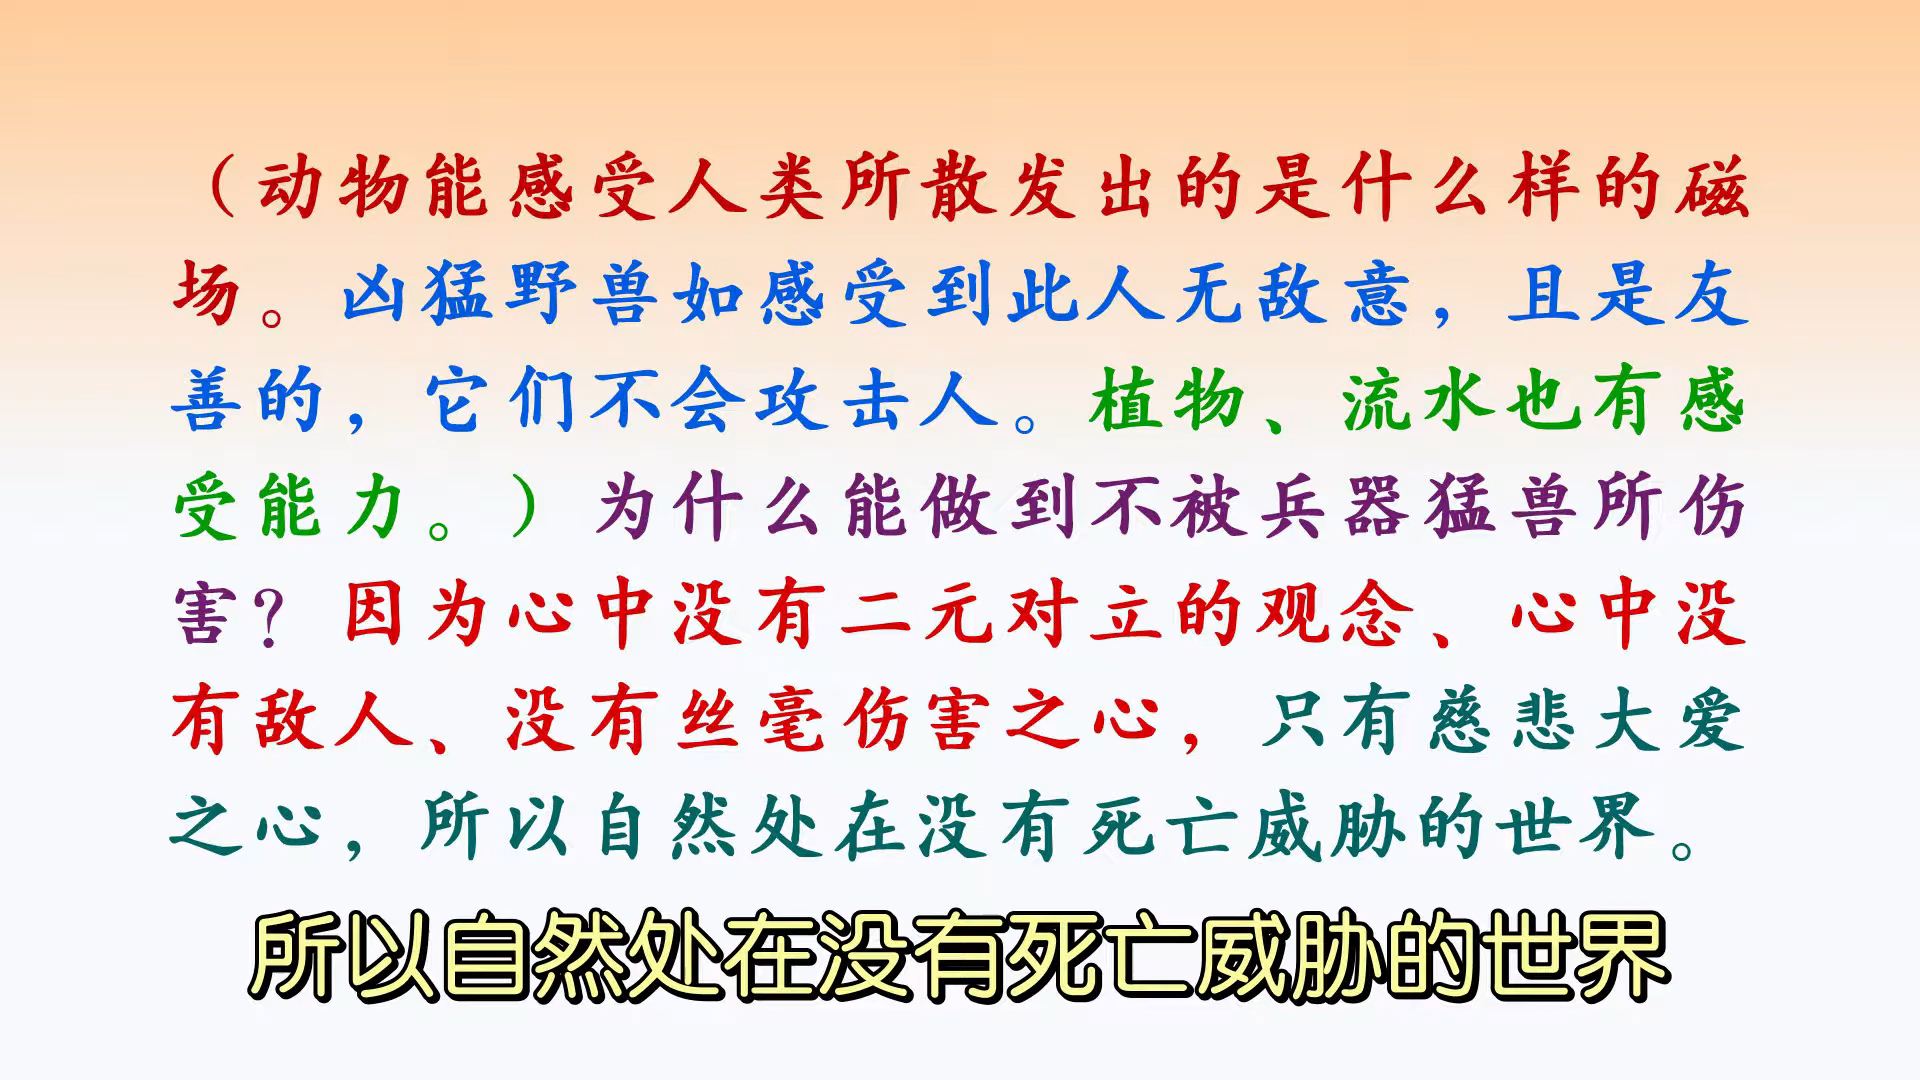 （动物能感受人类所散发出的是什么样的磁
场。凶猛野兽如感受到此人无敌意，且是友
善的，它们不会攻击人。植物、流水也有感
受能力。）为什么能做到不被兵器猛兽所伤
害？因为心中没有二元对立的观念、心中没
有敌人、没有丝毫伤害之心，只有慈悲大爱
之心，所以自然处在没有死亡威胁的世界。
所以自然处在没有死亡威胁的世界